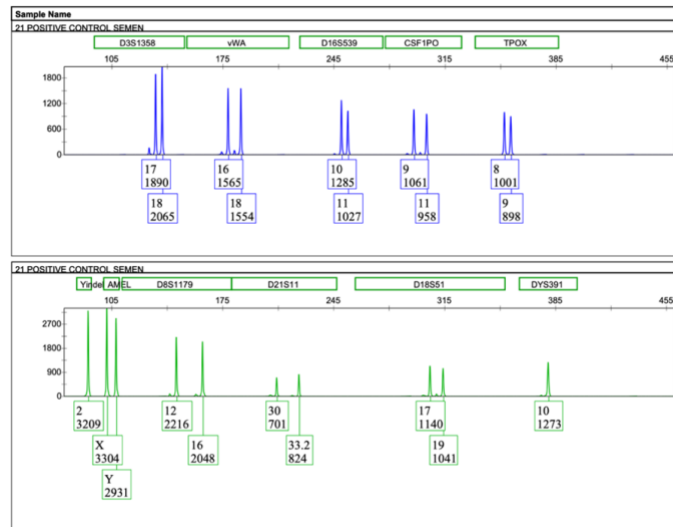 Sample Name
21 POSITIVE CONTROL SEMEN
D3S1358 vWA D16S539 CSF1PO TPOX
105 175 245 315 385 455
1800
1200
600
0
17 16 10 9 8
1890 1565 1285 1061 1001
18 18 11 11 9
2065 1554 1027 958 898
21 POSITIVE CONTROL SEMEN
Yindel AMEL D8S1179 D21S11 D18S51 DYS391
105 175 245 315 385 455
2700
1800
900
0
2 12 30 17 10
3209 2216 701 1140 1273
X 16 33.2 19
3304 2048 824 1041
Y
2931